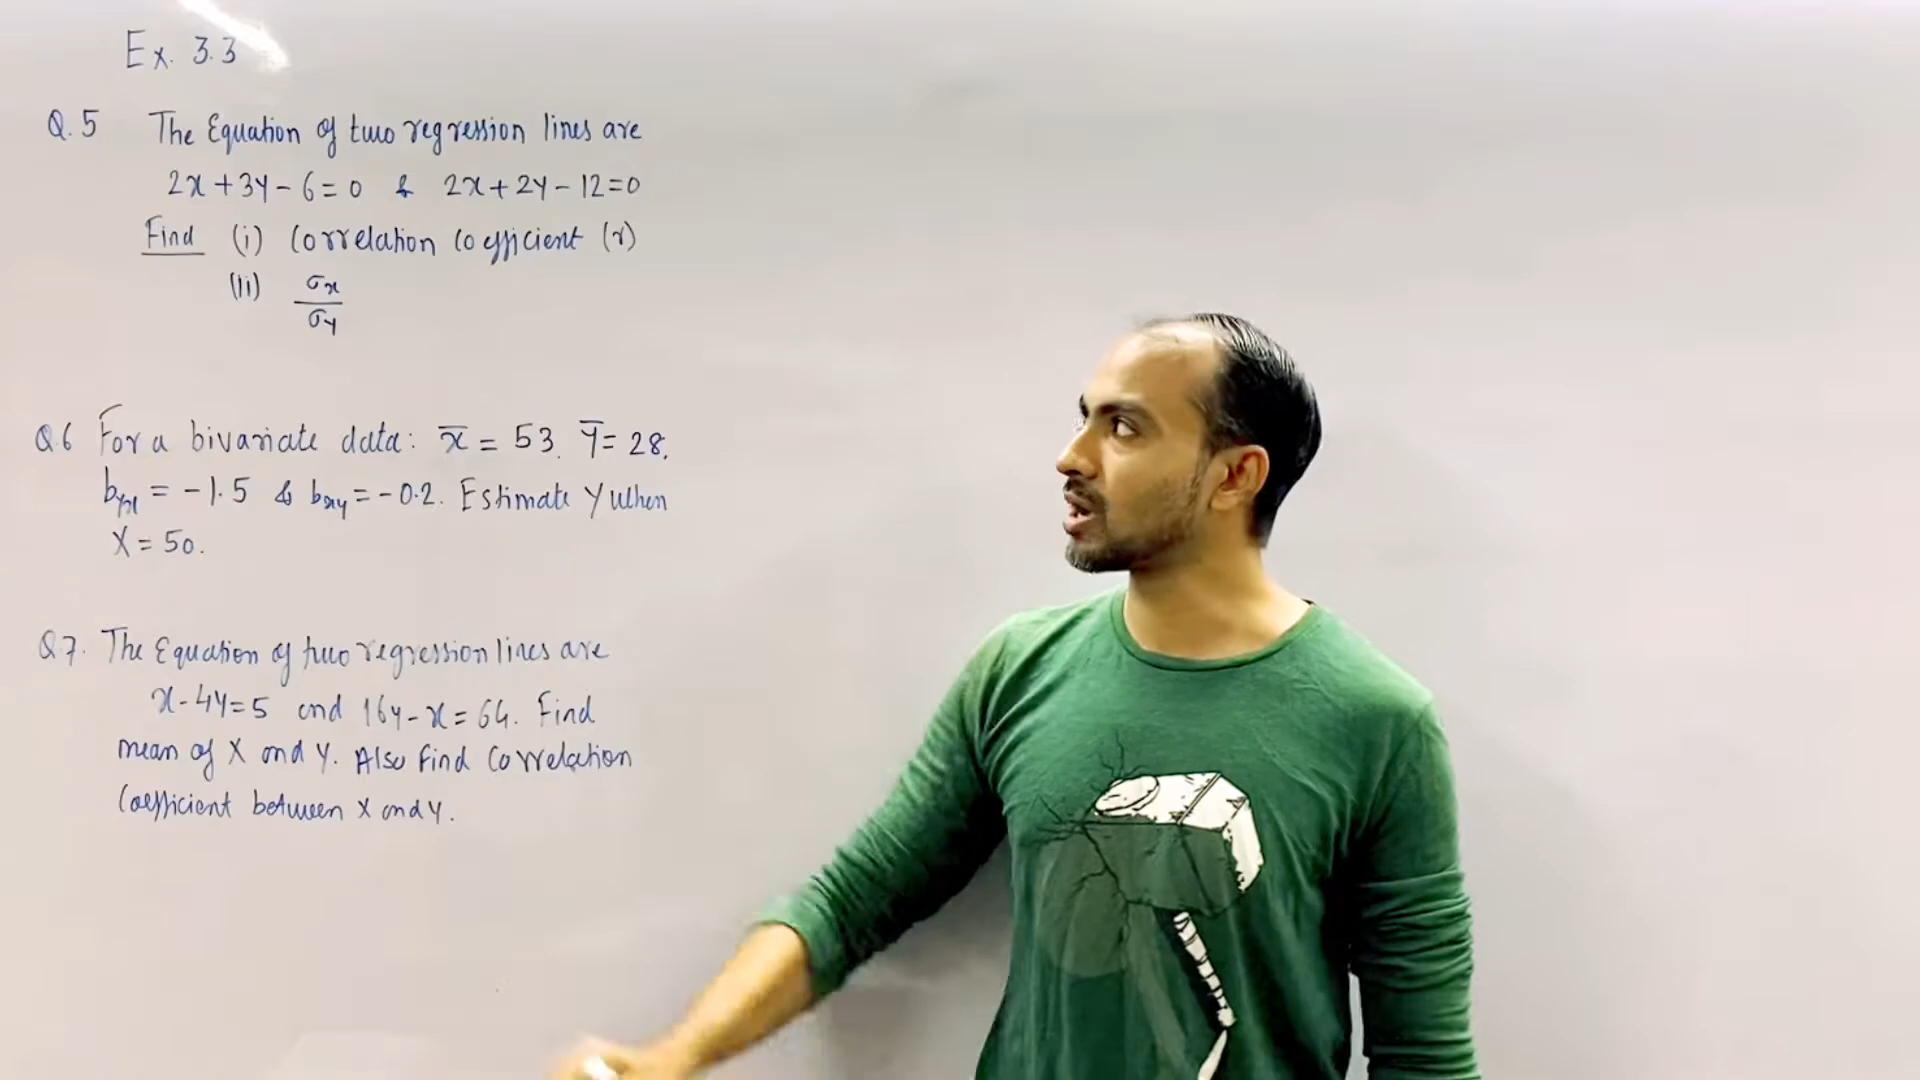 Ex. 3.3
Q.5 The Equation of two regression lines are
2x+3y-6=0 & 2x+2y-12=0
Find (i) Correlation Coefficient (r)
(ii) σx
σy
Q.6 For a bivariate data: x̄ = 53. ȳ = 28.
byx = -1.5 & bxy = -0.2. Estimate Y when
X = 50.
Q7. The Equation of two regression lines are
x-4y=5 and 16y-x=64. Find
mean of X and Y. Also find Correlation
Coefficient between X and Y.